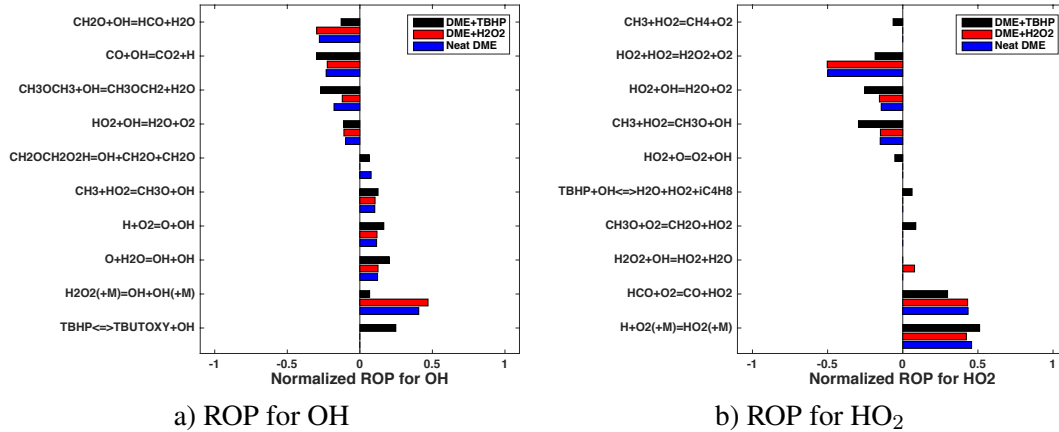 CH2O+OH=HCO+H2O
CO+OH=CO2+H
CH3OCH3+OH=CH3OCH2+H2O
HO2+OH=H2O+O2
CH2OCH2O2H=OH+CH2O+CH2O
CH3+HO2=CH3O+OH
H+O2=O+OH
O+H2O=OH+OH
H2O2(+M)=OH+OH(+M)
TBHP<=>TBUTOXY+OH
DME+TBHP
DME+H2O2
Neat DME
-1 -0.5 0 0.5 1
Normalized ROP for OH
a) ROP for OH
CH3+HO2=CH4+O2
HO2+HO2=H2O2+O2
HO2+OH=H2O+O2
CH3+HO2=CH3O+OH
HO2+O=O2+OH
TBHP+OH<=>H2O+HO2+iC4H8
CH3O+O2=CH2O+HO2
H2O2+OH=HO2+H2O
HCO+O2=CO+HO2
H+O2(+M)=HO2(+M)
DME+TBHP
DME+H2O2
Neat DME
-1 -0.5 0 0.5 1
Normalized ROP for HO2
b) ROP for HO₂